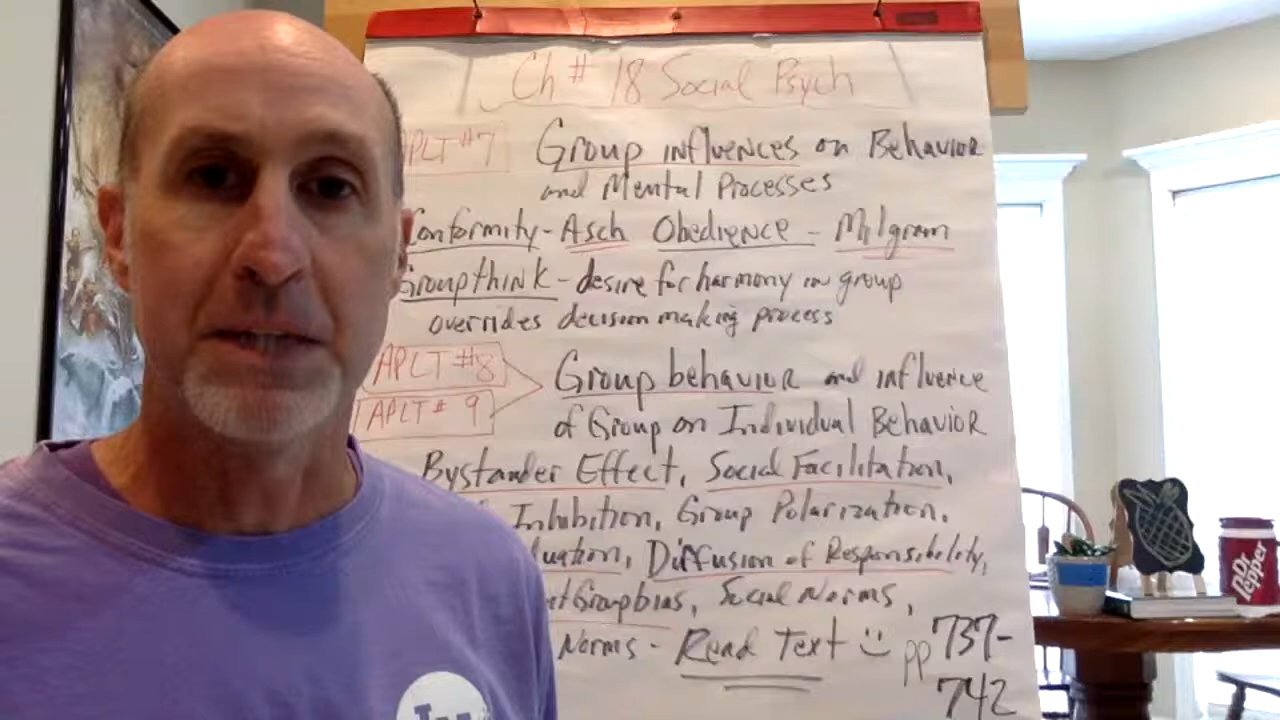 Ch # 18 Social Psych
APLT #7 Group influences on Behavior
and Mental Processes
Conformity - Asch Obedience - Milgram
Groupthink - desire for harmony in group
overrides decision making process
APLT #8
APLT # 9
Group behavior and influence
of Group on Individual Behavior
Bystander Effect, Social Facilitation,
Inhibition, Group Polarization,
luation, Diffusion of Responsibility,
Groupbias, Social Norms,
Norms - Read Text :) pp 737-
742
Dr Pepper